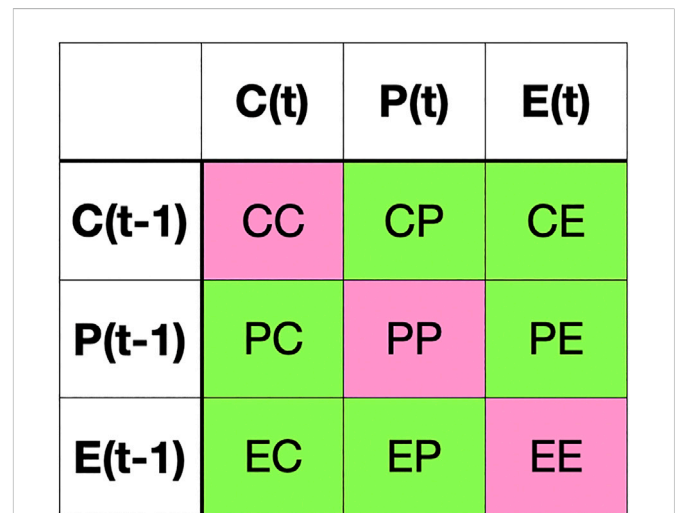 C(t) P(t) E(t)
C(t-1) CC CP CE
P(t-1) PC PP PE
E(t-1) EC EP EE